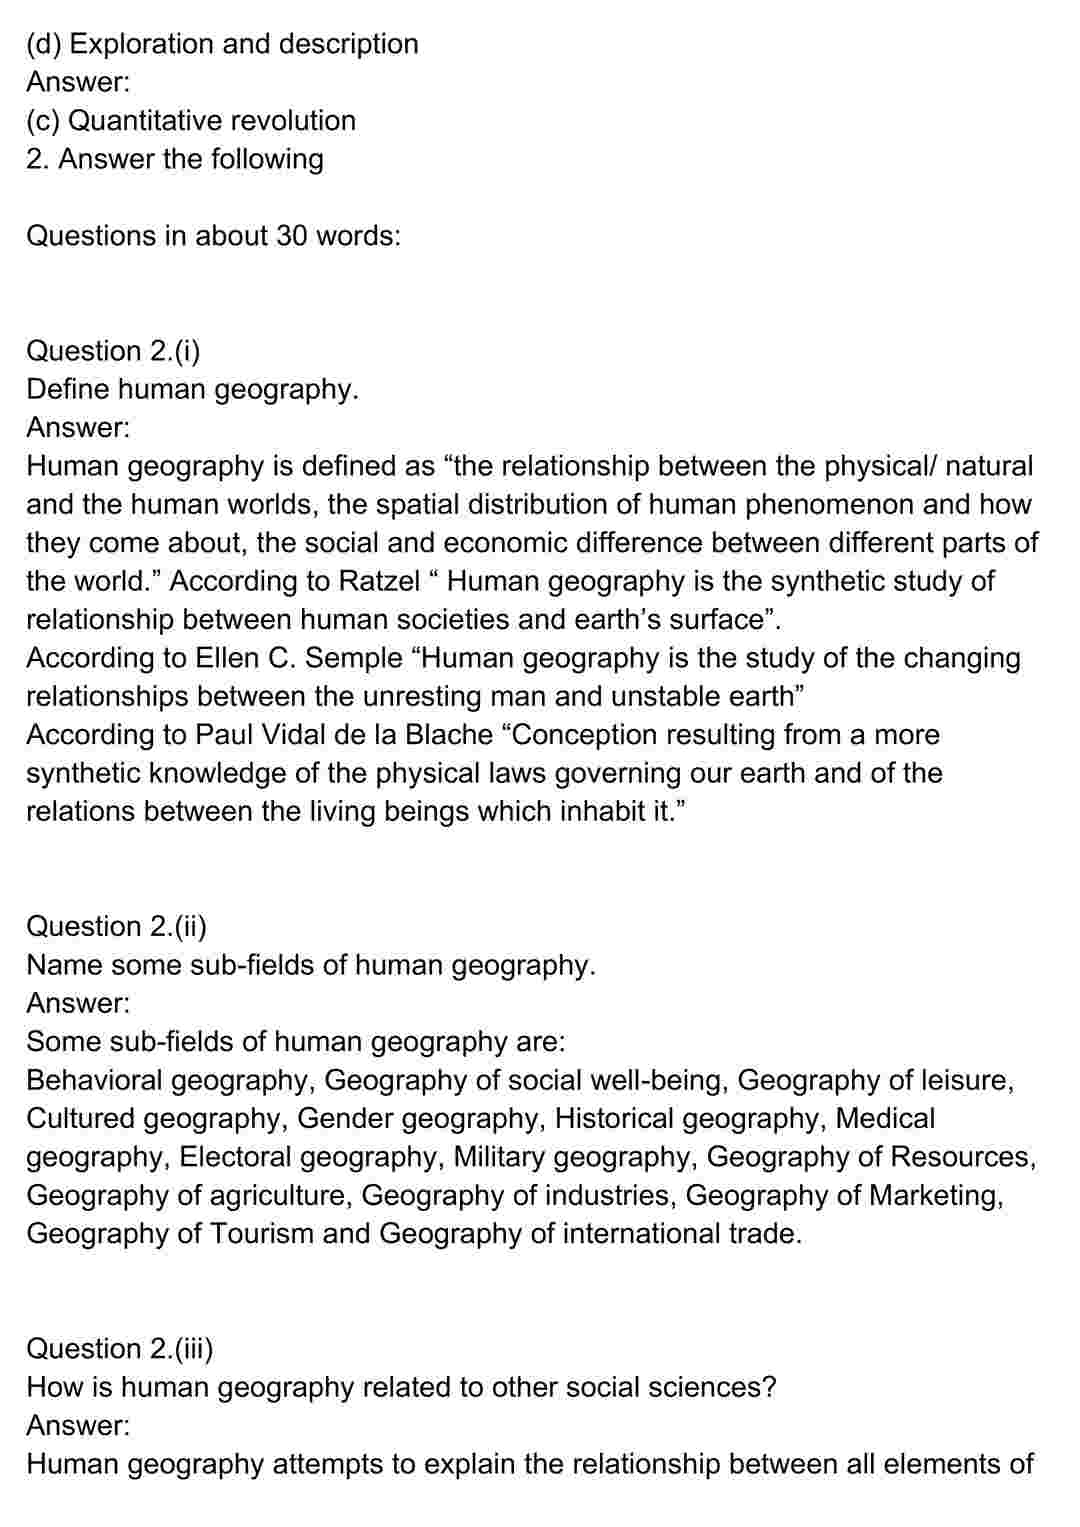 (d) Exploration and description
Answer:
(c) Quantitative revolution
2. Answer the following
Questions in about 30 words:
Question 2.(i)
Define human geography.
Answer:
Human geography is defined as “the relationship between the physical/ natural
and the human worlds, the spatial distribution of human phenomenon and how
they come about, the social and economic difference between different parts of
the world.” According to Ratzel “ Human geography is the synthetic study of
relationship between human societies and earth’s surface”.
According to Ellen C. Semple “Human geography is the study of the changing
relationships between the unresting man and unstable earth”
According to Paul Vidal de la Blache “Conception resulting from a more
synthetic knowledge of the physical laws governing our earth and of the
relations between the living beings which inhabit it.”
Question 2.(ii)
Name some sub-fields of human geography.
Answer:
Some sub-fields of human geography are:
Behavioral geography, Geography of social well-being, Geography of leisure,
Cultured geography, Gender geography, Historical geography, Medical
geography, Electoral geography, Military geography, Geography of Resources,
Geography of agriculture, Geography of industries, Geography of Marketing,
Geography of Tourism and Geography of international trade.
Question 2.(iii)
How is human geography related to other social sciences?
Answer:
Human geography attempts to explain the relationship between all elements of